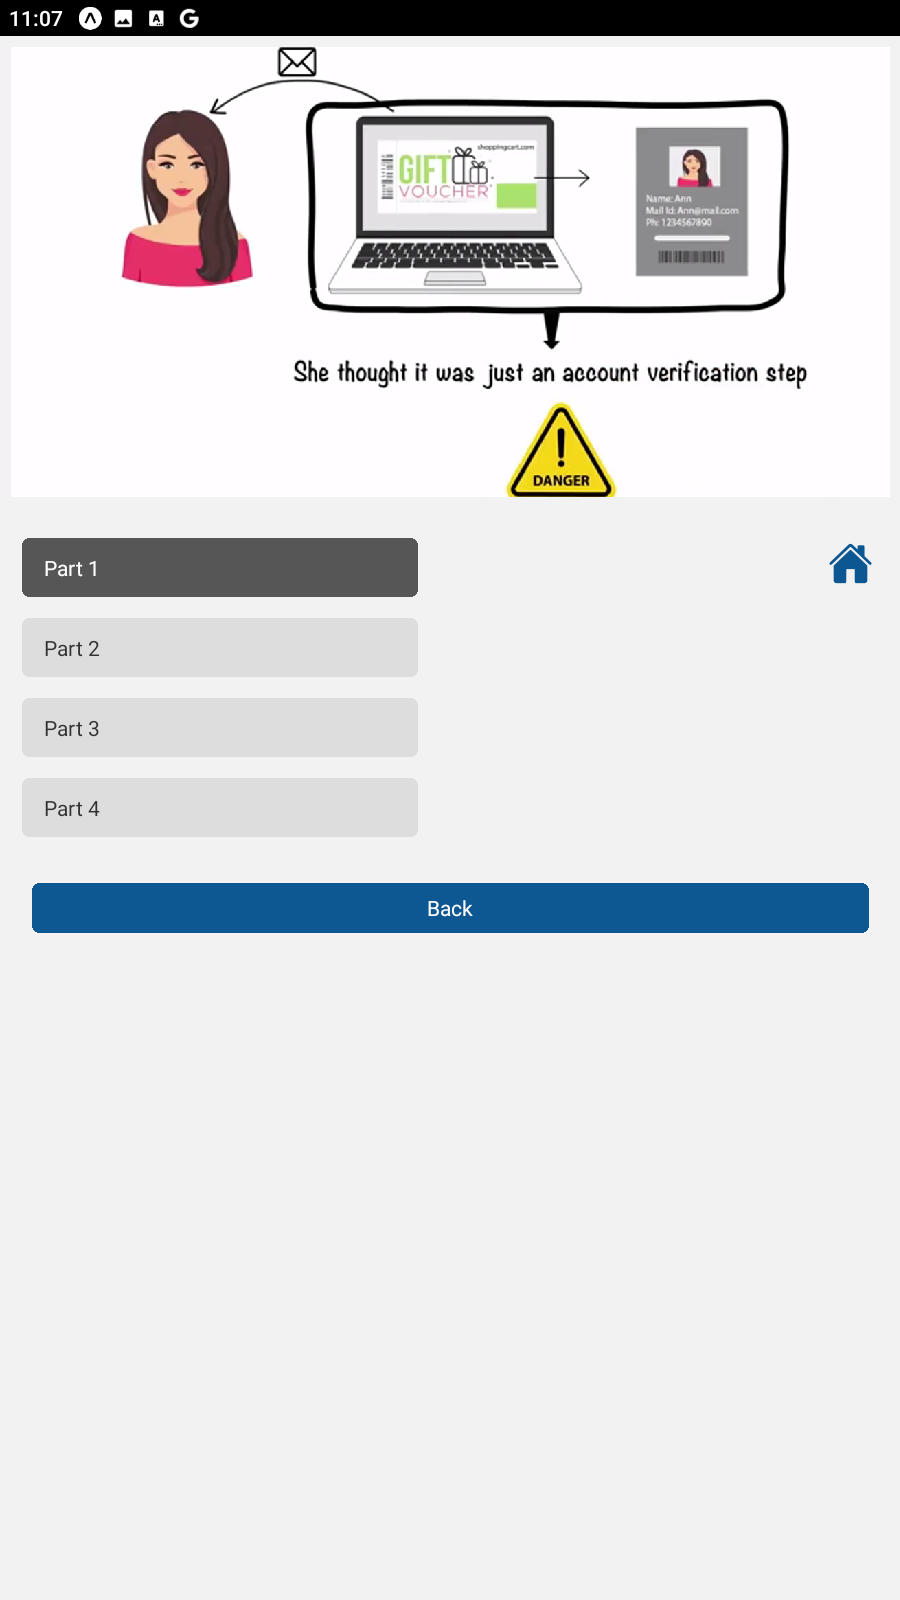 11:07
shoppingcart.com
GIFT
VOUCHER
Name: Ann
Mail Id: Ann@mail.com
Ph: 1234567890
She thought it was just an account verification step
DANGER
Part 1
Part 2
Part 3
Part 4
Back